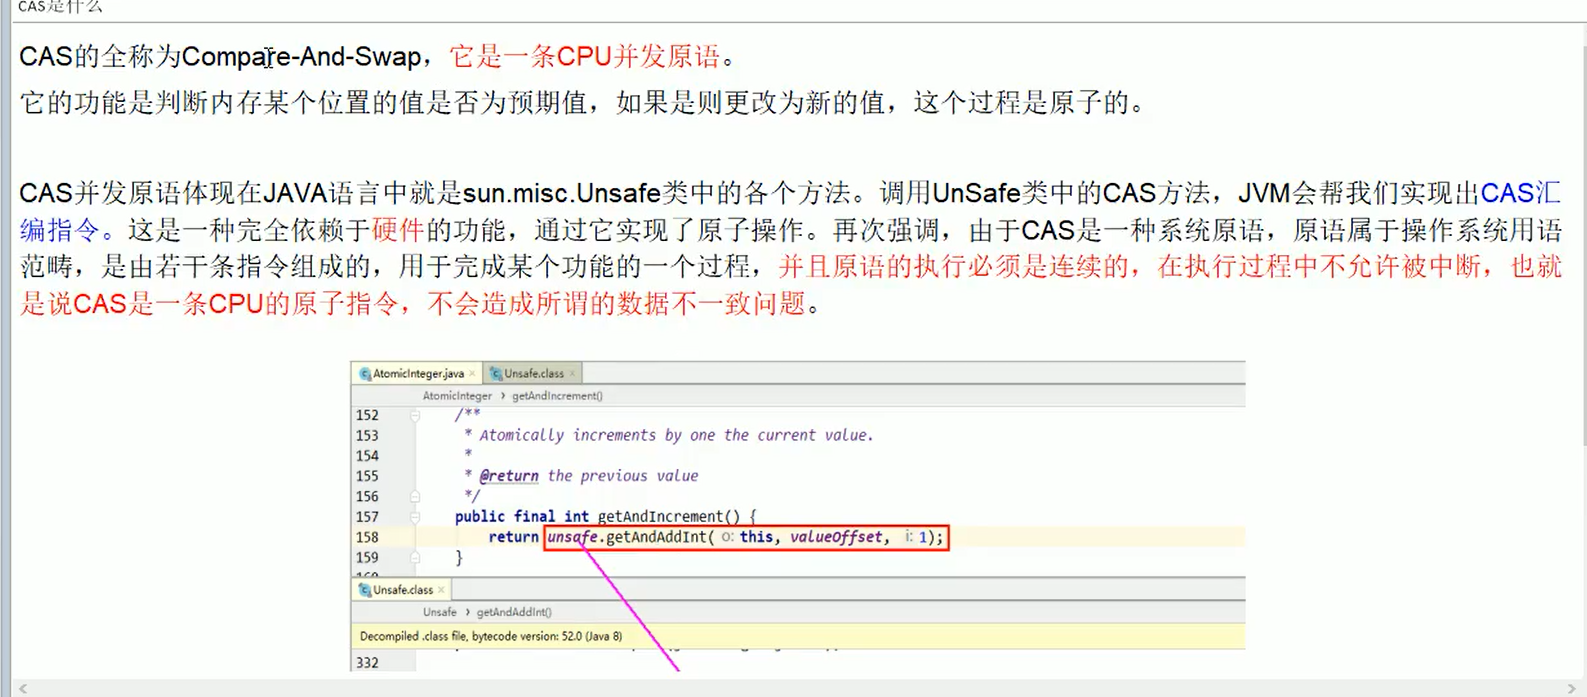 CAS是什么
CAS的全称为Compare-And-Swap，它是一条CPU并发原语。
它的功能是判断内存某个位置的值是否为预期值，如果是则更改为新的值，这个过程是原子的。
CAS并发原语体现在JAVA语言中就是sun.misc.Unsafe类中的各个方法。调用UnSafe类中的CAS方法，JVM会帮我们实现出CAS汇
编指令。这是一种完全依赖于硬件的功能，通过它实现了原子操作。再次强调，由于CAS是一种系统原语，原语属于操作系统用语
范畴，是由若干条指令组成的，用于完成某个功能的一个过程，并且原语的执行必须是连续的，在执行过程中不允许被中断，也就
是说CAS是一条CPU的原子指令，不会造成所谓的数据不一致问题。
AtomicInteger.java × Unsafe.class ×
AtomicInteger › getAndIncrement()
152 /**
153 * Atomically increments by one the current value.
154 *
155 * @return the previous value
156 */
157 public final int getAndIncrement() {
158 return unsafe.getAndAddInt( o: this, valueOffset, i: 1);
159 }
160
Unsafe.class ×
Unsafe › getAndAddInt()
Decompiled .class file, bytecode version: 52.0 (Java 8)
332